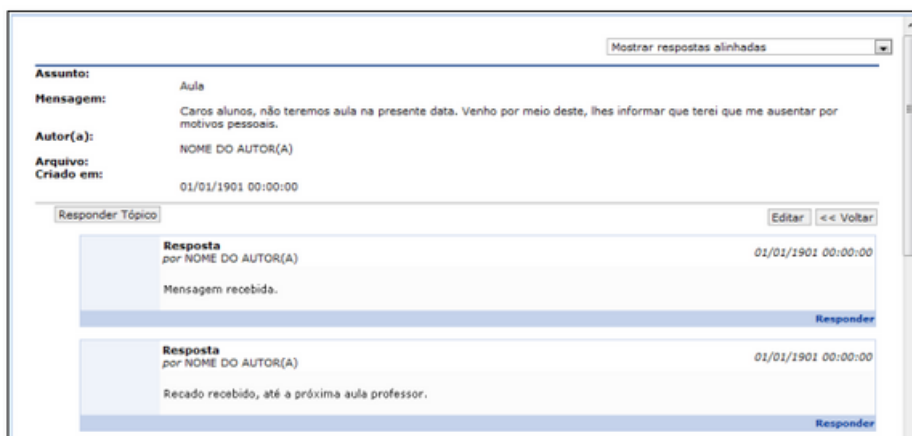 Mostrar respostas alinhadas
Assunto:
Aula
Mensagem:
Caros alunos, não teremos aula na presente data. Venho por meio deste, lhes informar que terei que me ausentar por
motivos pessoais.
Autor(a):
NOME DO AUTOR(A)
Arquivo:
Criado em:
01/01/1901 00:00:00
Responder Tópico
Editar << Voltar
Resposta
por NOME DO AUTOR(A) 01/01/1901 00:00:00
Mensagem recebida.
Responder
Resposta
por NOME DO AUTOR(A) 01/01/1901 00:00:00
Recado recebido, até a próxima aula professor.
Responder